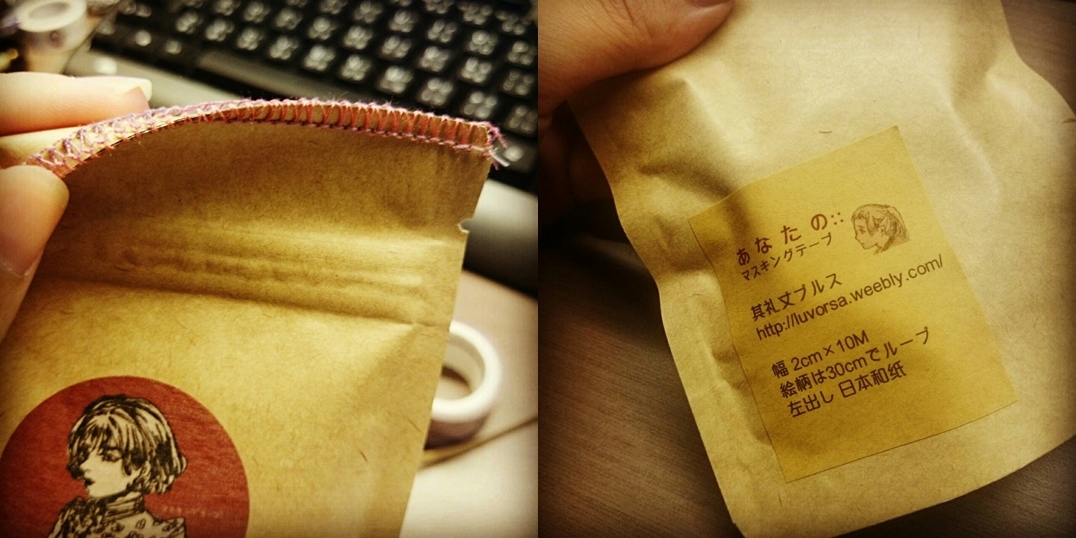 あなたの::
マスキングテープ
其礼丈ブルス
http://luvorsa.weebly.com/
幅 2cm×10M
絵柄は30cmでループ
左出し 日本和紙